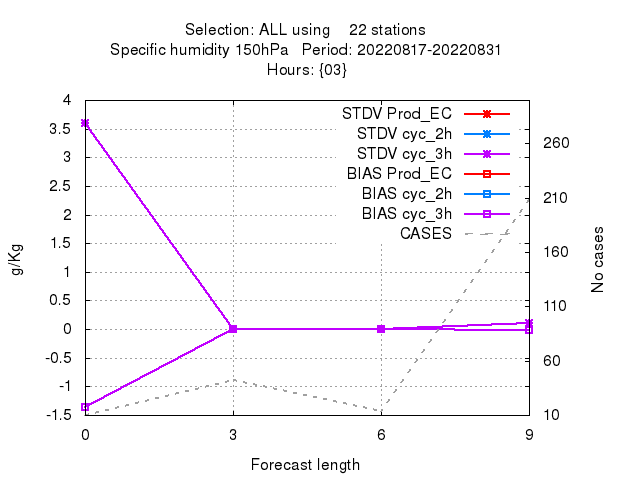 Selection: ALL using 22 stations
Specific humidity 150hPa Period: 20220817-20220831
Hours: {03}
STDV Prod_EC
STDV cyc_2h
STDV cyc_3h
BIAS Prod_EC
BIAS cyc_2h
BIAS cyc_3h
CASES
4
3.5
3
2.5
2
1.5
1
0.5
0
-0.5
-1
-1.5
g/Kg
260
210
160
110
60
10
No cases
0 3 6 9
Forecast length